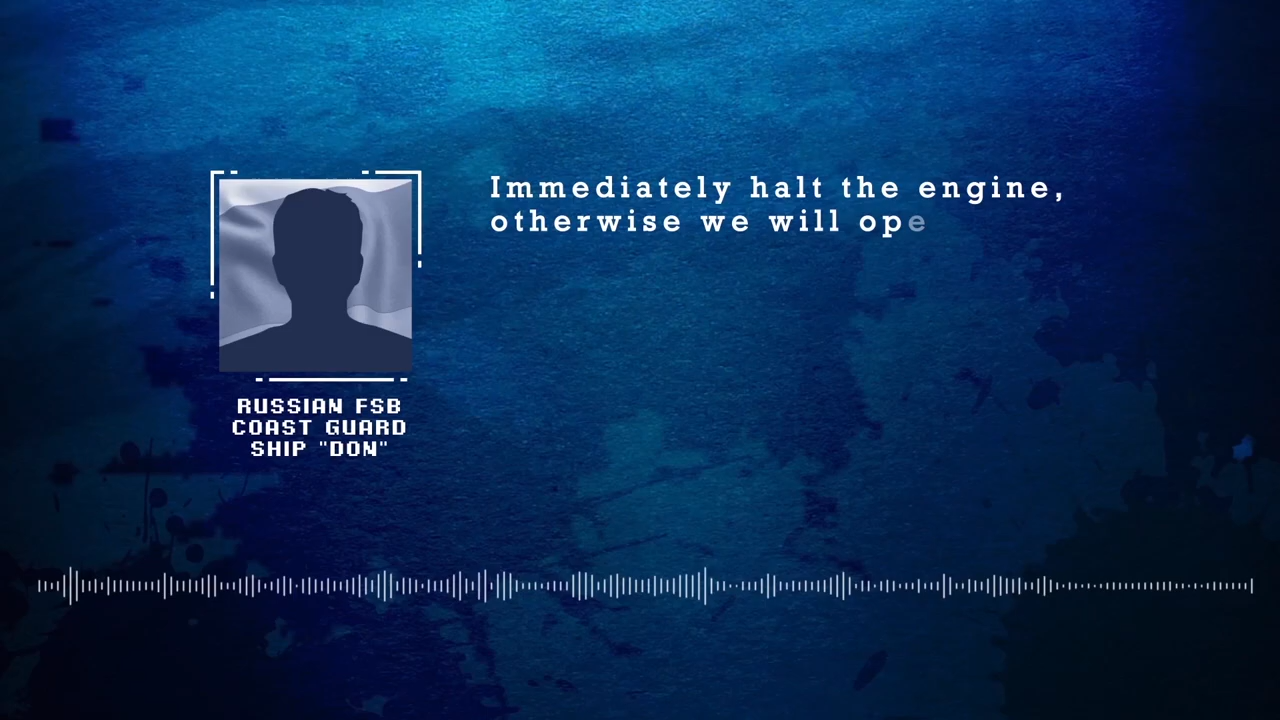 Immediately halt the engine,
otherwise we will ope
RUSSIAN FSB
COAST GUARD
SHIP "DON"